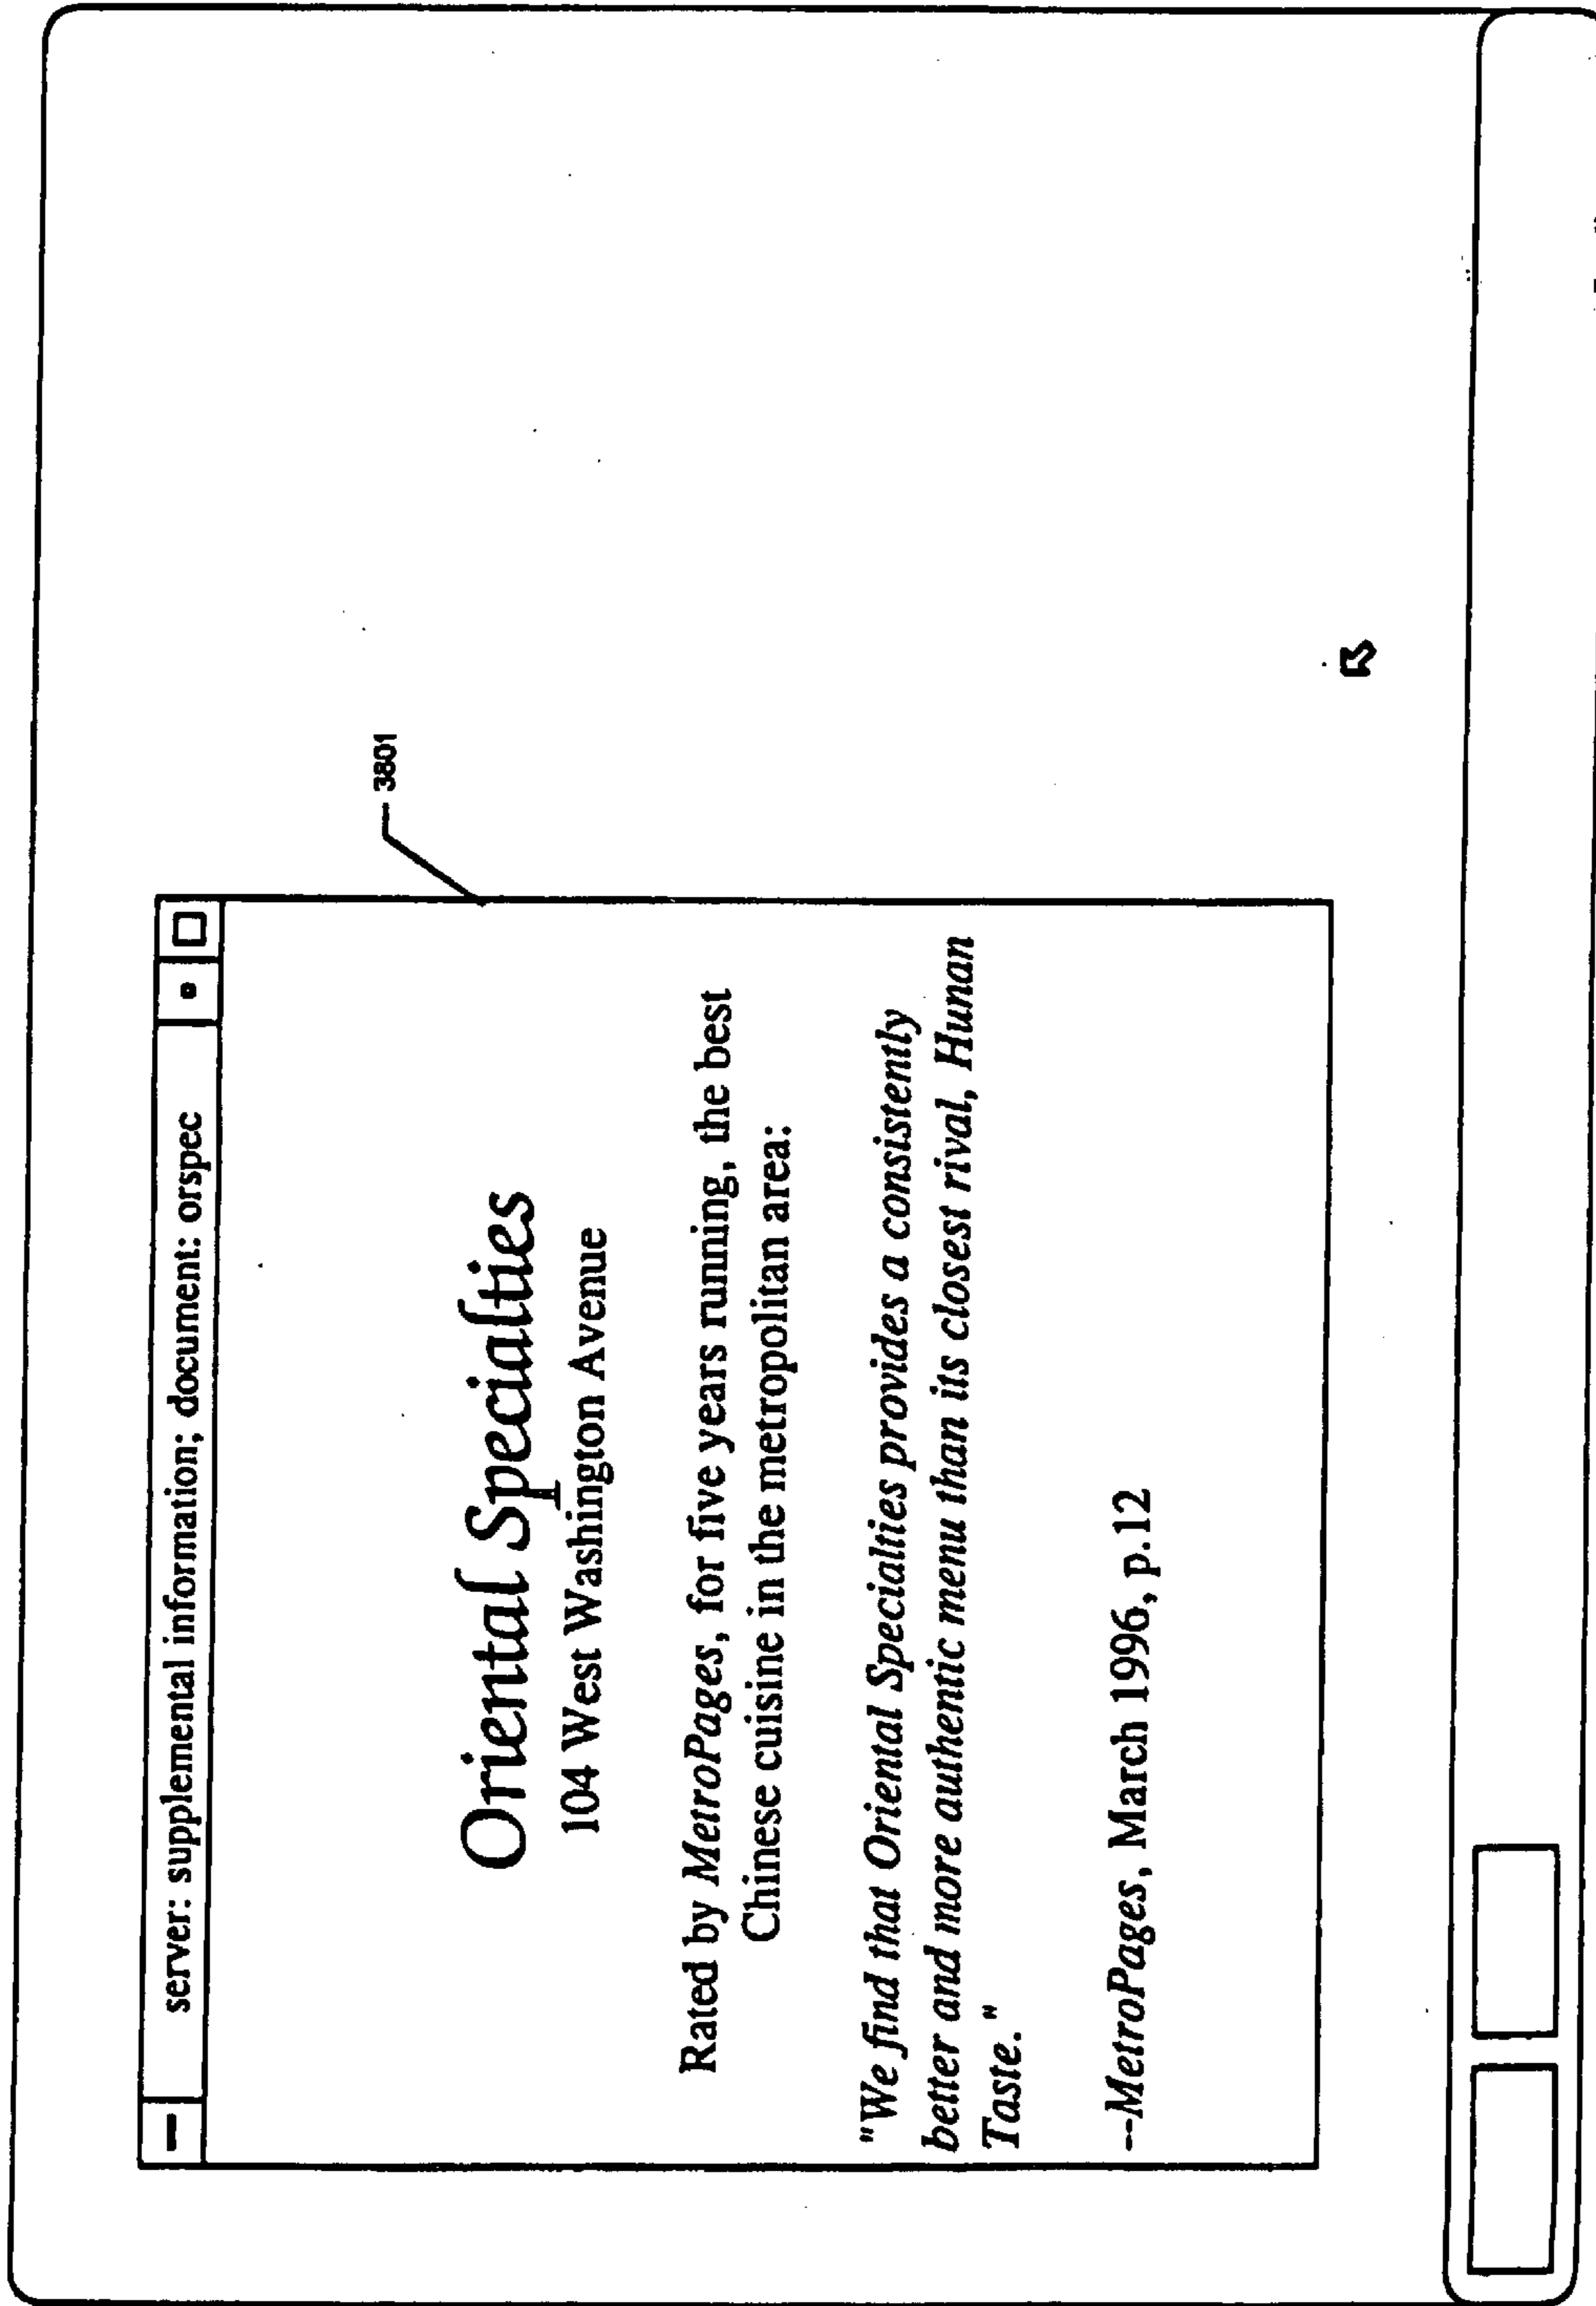 server: supplemental information; document: orspec
3801
Oriental Specialties
104 West Washington Avenue
Rated by MetroPages, for five years running, the best
Chinese cuisine in the metropolitan area:
"We find that Oriental Specialties provides a consistently
better and more authentic menu than its closest rival, Hunan
Taste."
--MetroPages, March 1996, p.12